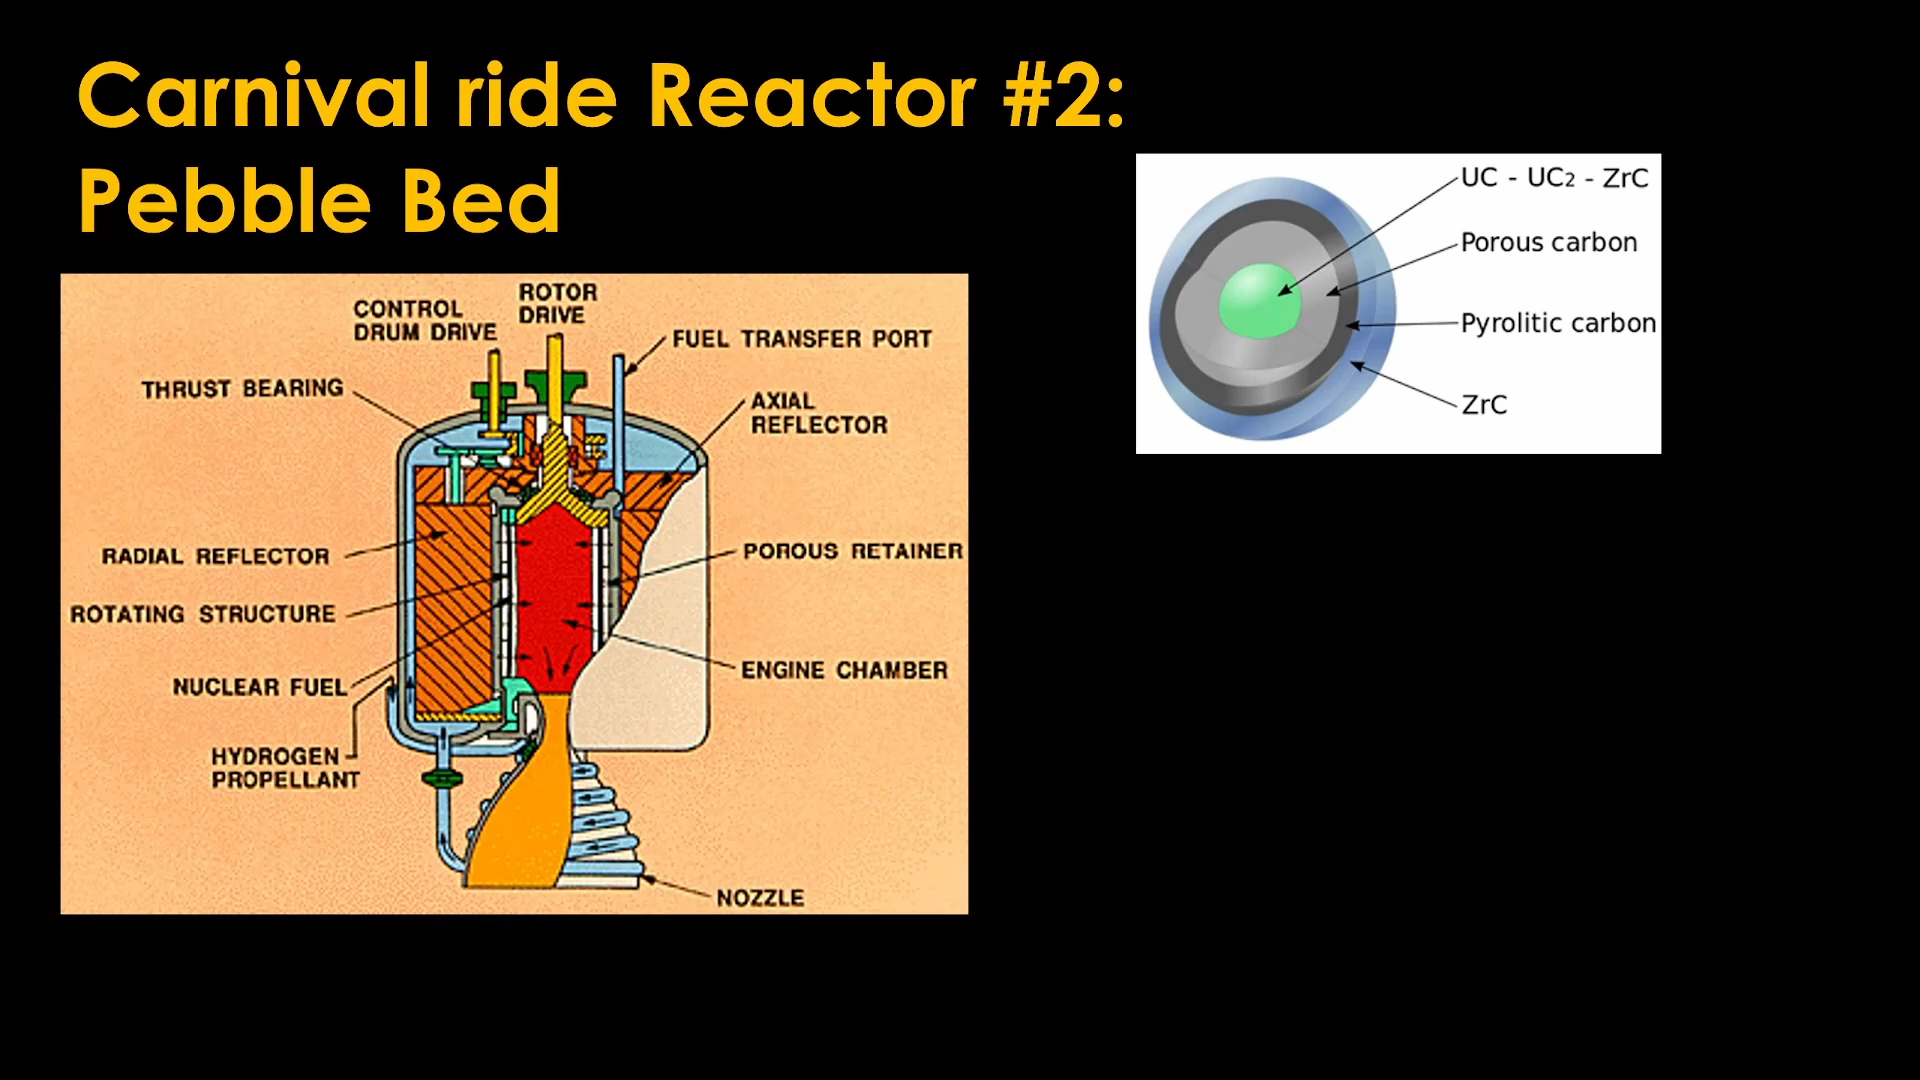 Carnival ride Reactor #2:
Pebble Bed
CONTROL
DRUM DRIVE
ROTOR
DRIVE
FUEL TRANSFER PORT
THRUST BEARING
AXIAL
REFLECTOR
RADIAL REFLECTOR
POROUS RETAINER
ROTATING STRUCTURE
ENGINE CHAMBER
NUCLEAR FUEL
HYDROGEN
PROPELLANT
NOZZLE
UC - UC₂ - ZrC
Porous carbon
Pyrolitic carbon
ZrC